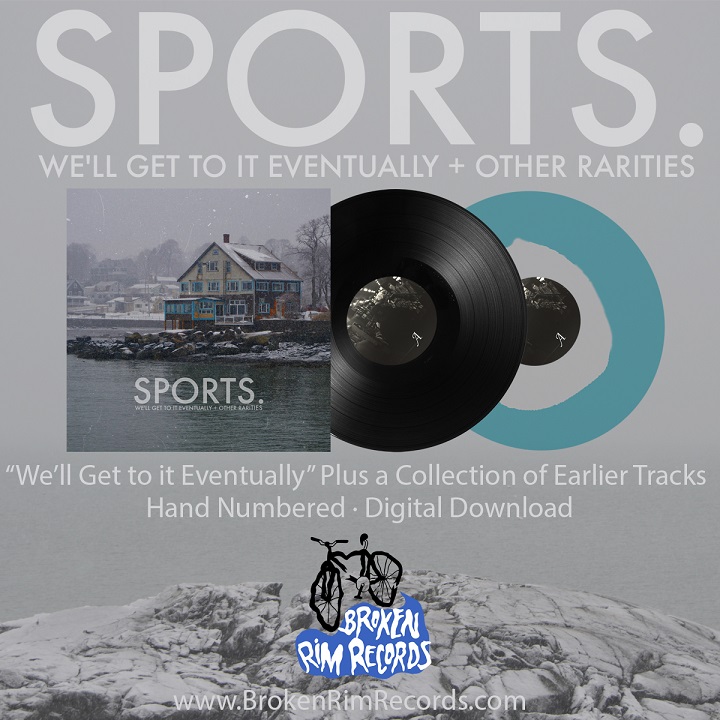 SPORTS.
WE'LL GET TO IT EVENTUALLY + OTHER RARITIES
SPORTS.
WE'LL GET TO IT EVENTUALLY + OTHER RARITIES
A
A
“We’ll Get to it Eventually” Plus a Collection of Earlier Tracks
Hand Numbered · Digital Download
BROKEN
RIM RECORDS
www.BrokenRimRecords.com